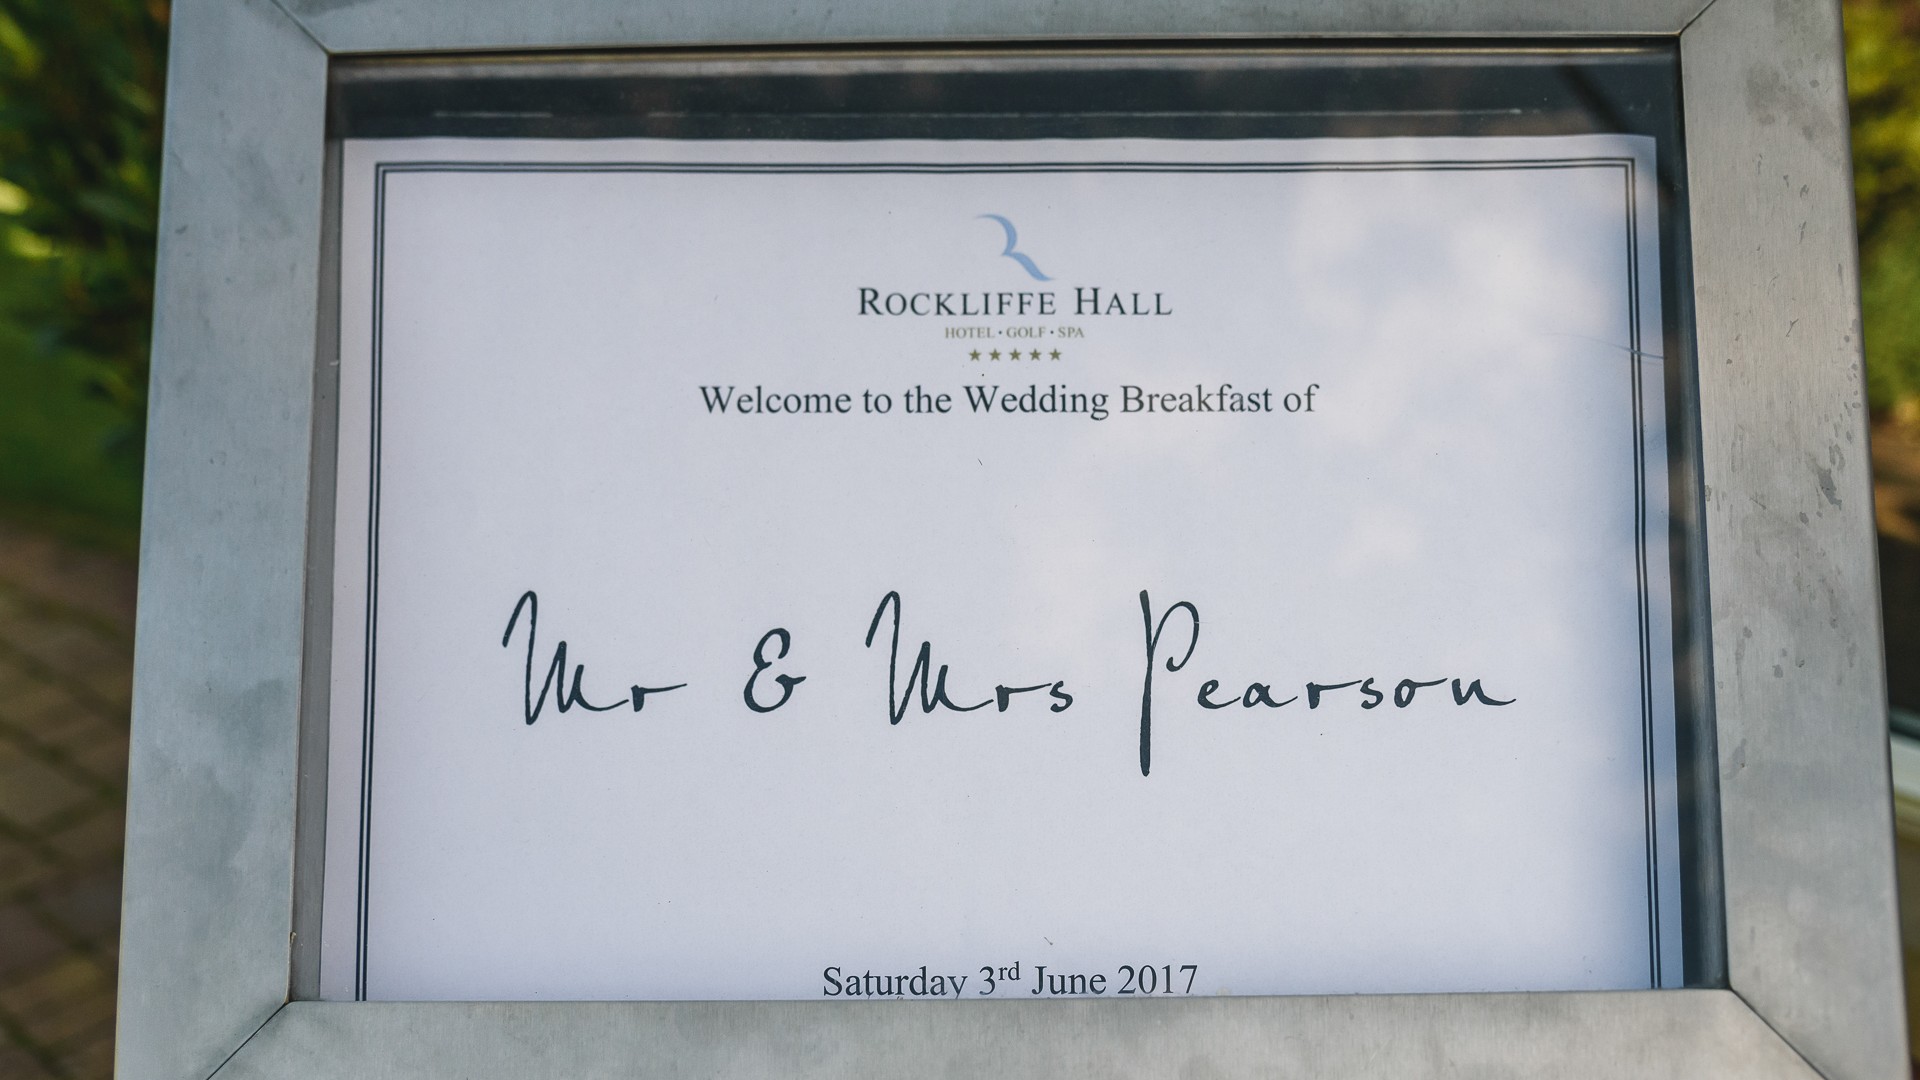 ROCKLIFFE HALL
HOTEL • GOLF • SPA
Welcome to the Wedding Breakfast of
Mr & Mrs Pearson
Saturday 3rd June 2017